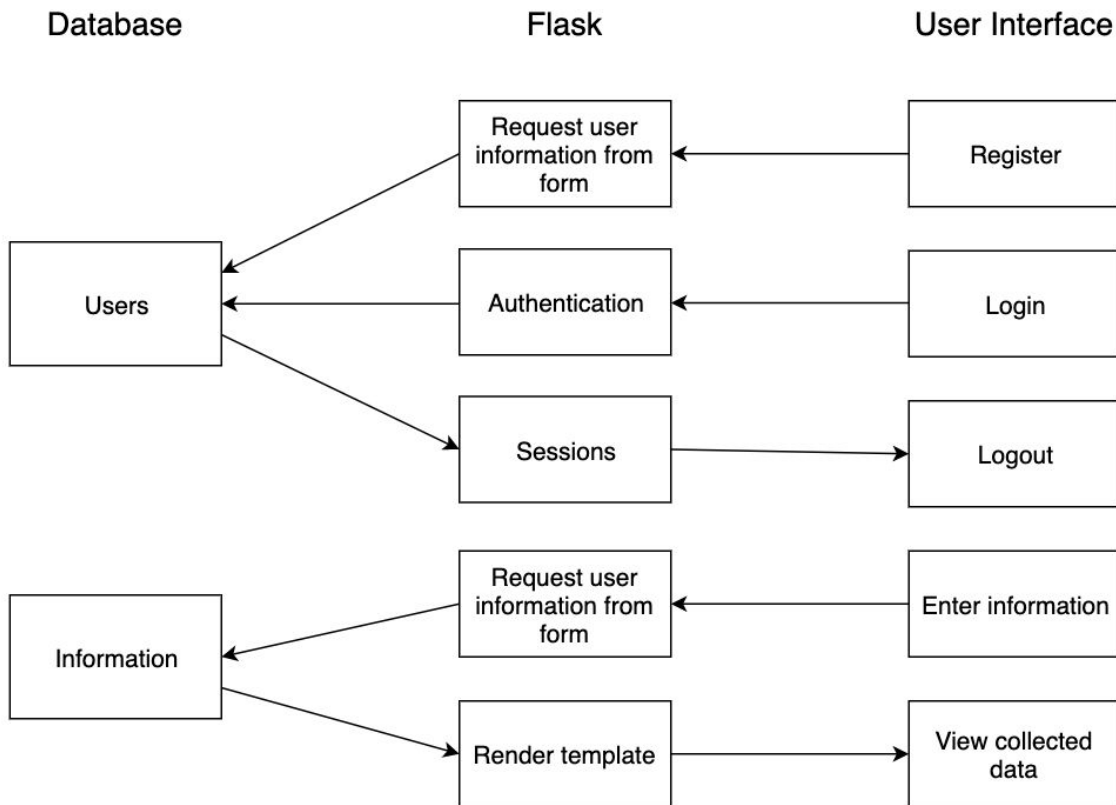 Database
Flask
User Interface
Request user
information from
form
Register
Users
Authentication
Login
Sessions
Logout
Request user
information from
form
Enter information
Information
Render template
View collected
data